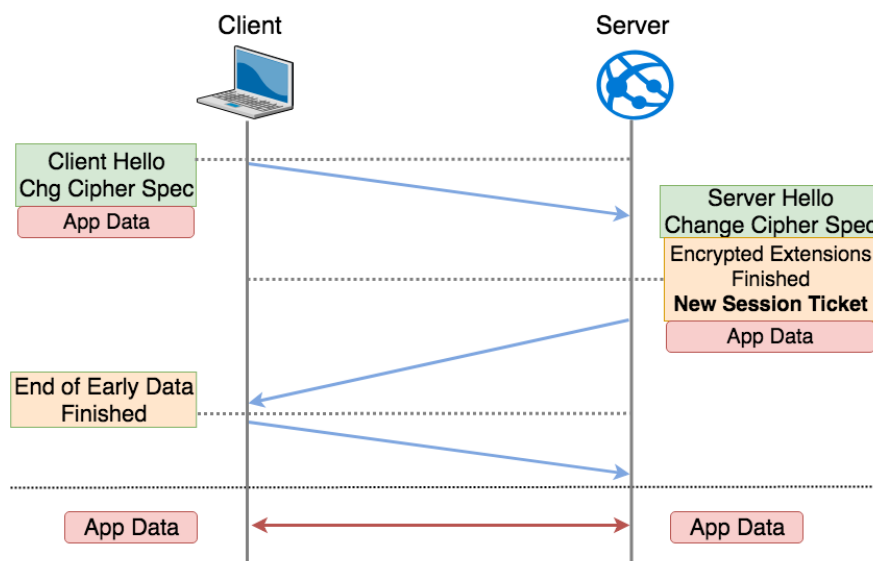 Client
Server
Client Hello
Chg Cipher Spec
App Data
Server Hello
Change Cipher Spec
Encrypted Extensions
Finished
New Session Ticket
App Data
End of Early Data
Finished
App Data
App Data